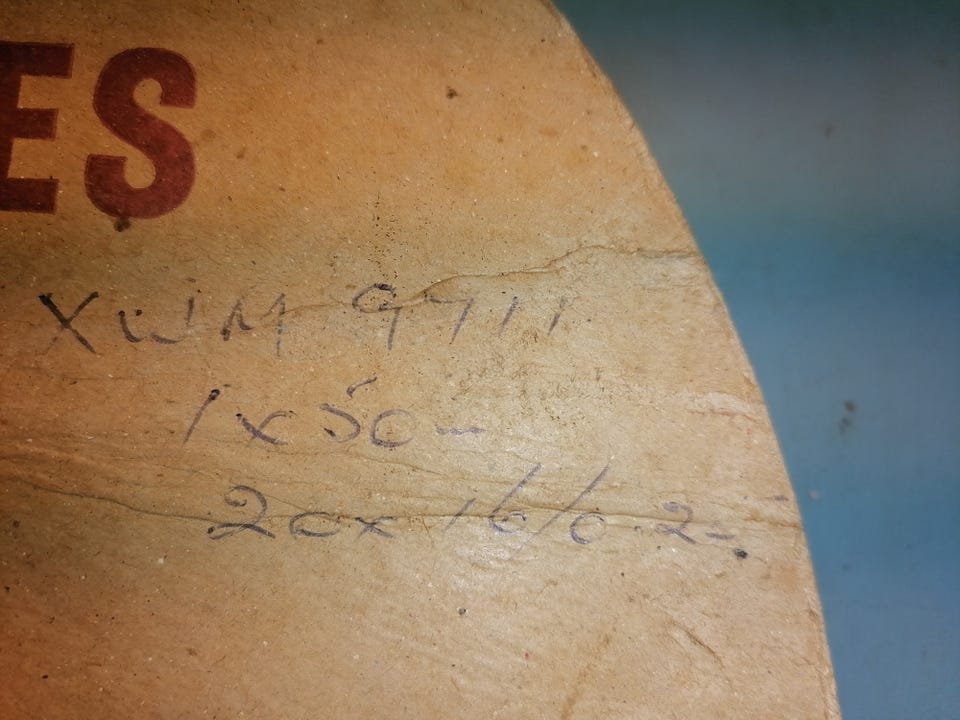 ES
XWM 9711
1x50-
20x 16/0.2=